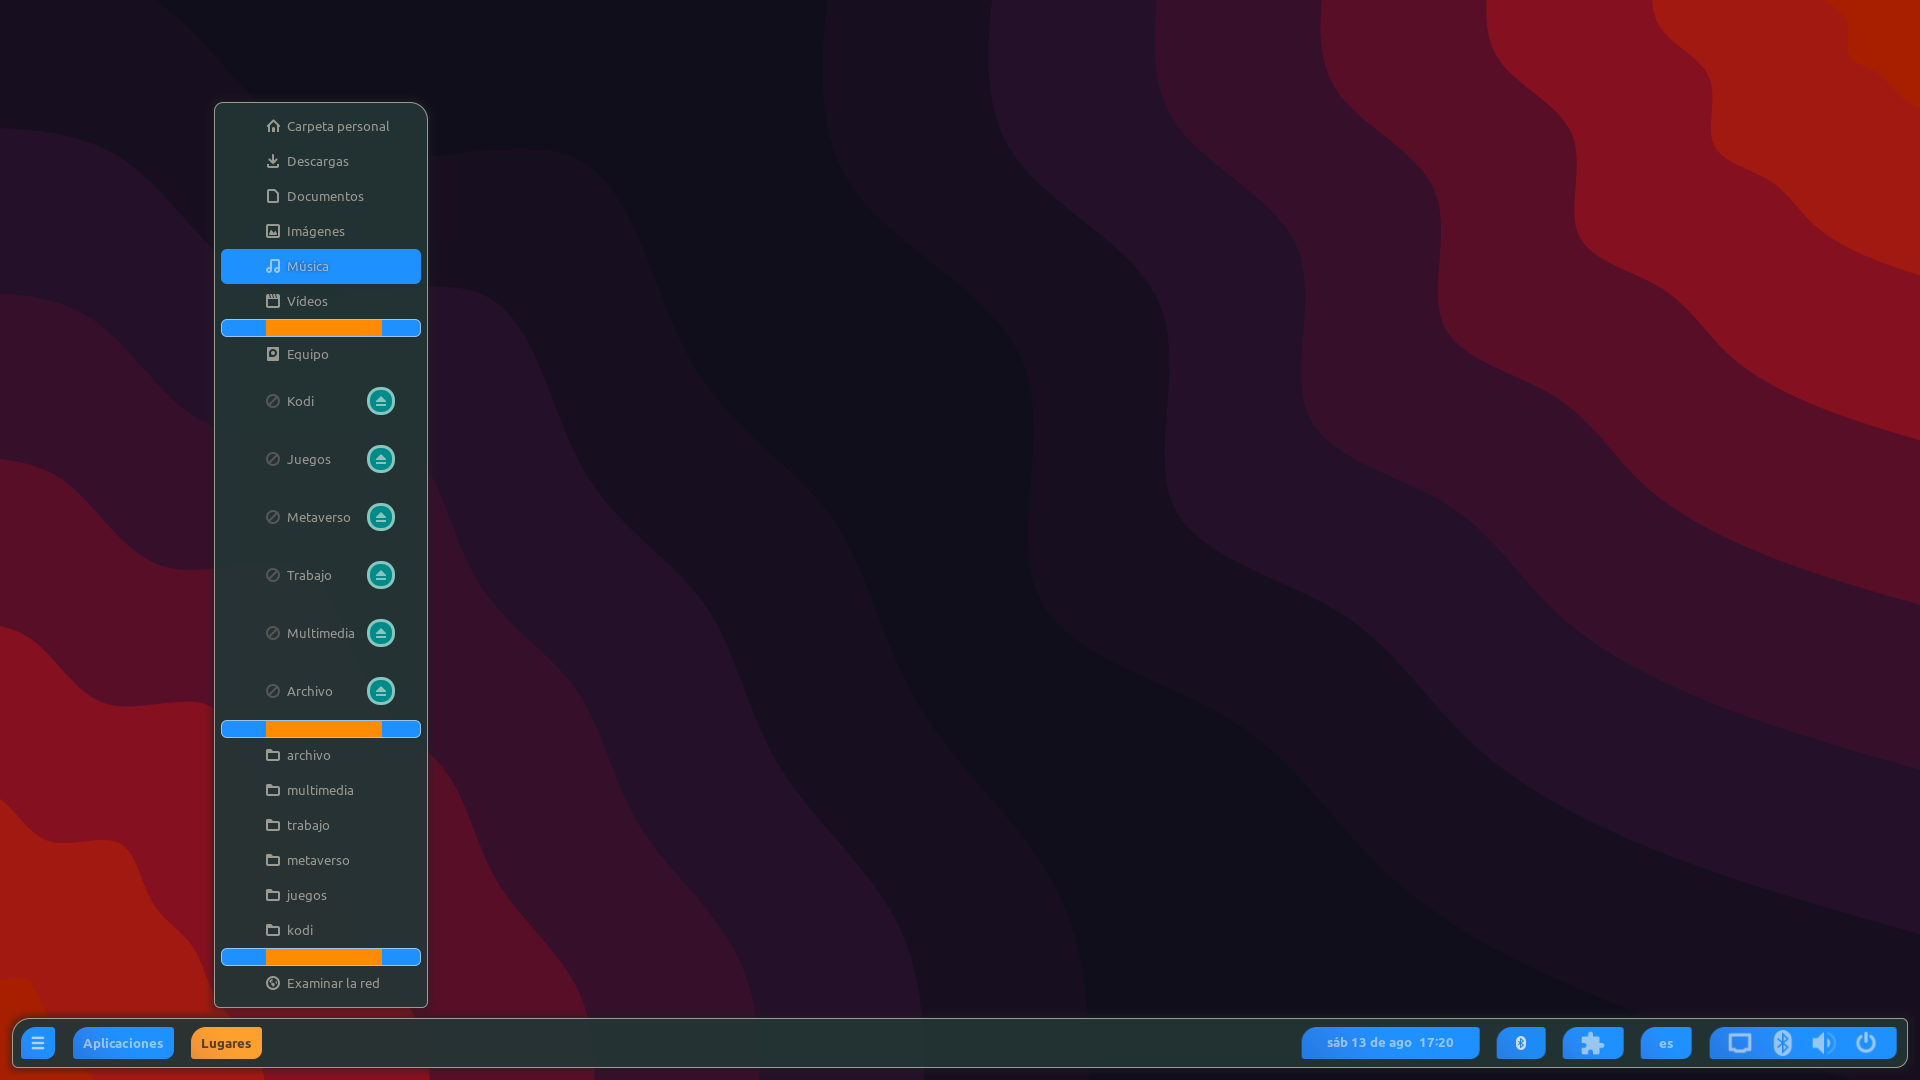 Carpeta personal
Descargas
Documentos
Imágenes
Música
Vídeos
Equipo
Kodi
Juegos
Metaverso
Trabajo
Multimedia
Archivo
archivo
multimedia
trabajo
metaverso
juegos
kodi
Examinar la red
Aplicaciones Lugares sáb 13 de ago 17:20 es